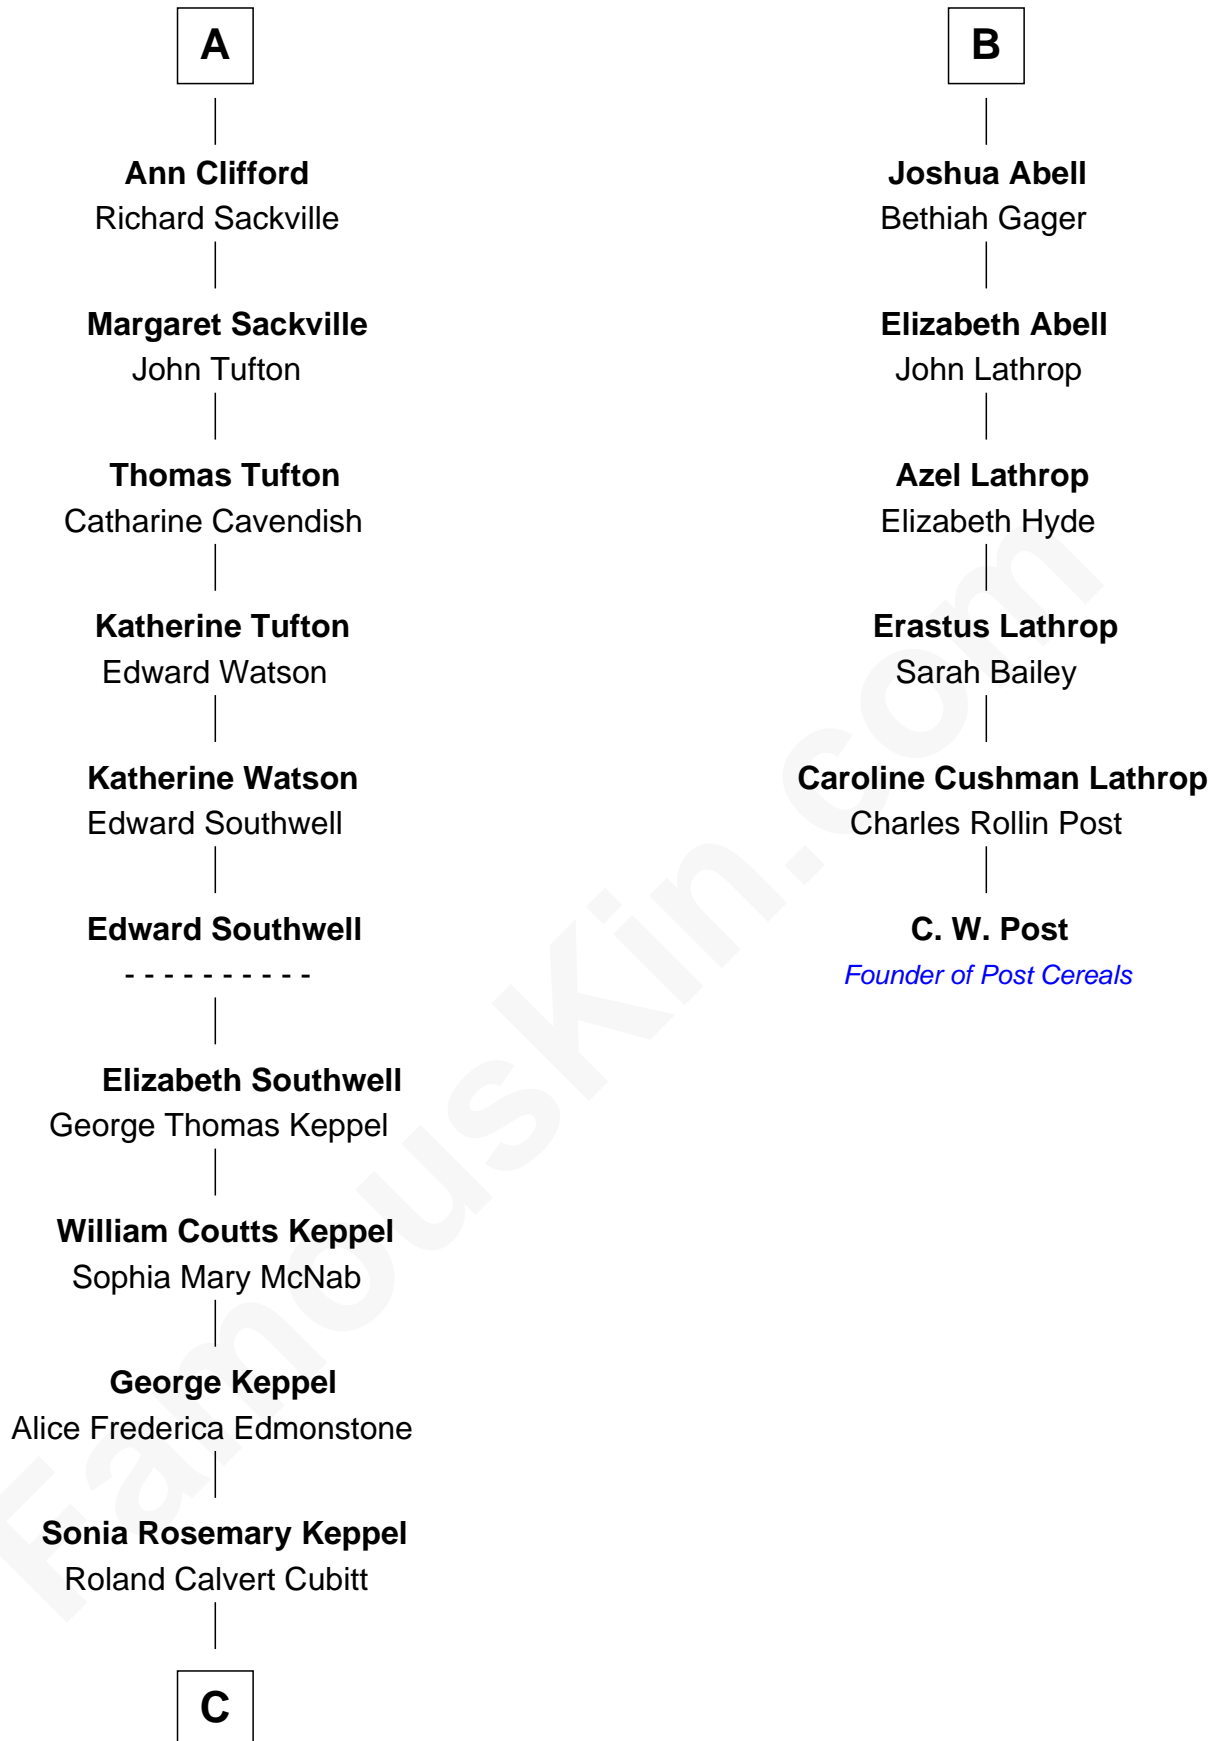 A
Ann Clifford
Richard Sackville
Margaret Sackville
John Tufton
Thomas Tufton
Catharine Cavendish
Katherine Tufton
Edward Watson
Katherine Watson
Edward Southwell
Edward Southwell
- - - - - - - - - -
Elizabeth Southwell
George Thomas Keppel
William Coutts Keppel
Sophia Mary McNab
George Keppel
Alice Frederica Edmonstone
Sonia Rosemary Keppel
Roland Calvert Cubitt
C
B
Joshua Abell
Bethiah Gager
Elizabeth Abell
John Lathrop
Azel Lathrop
Elizabeth Hyde
Erastus Lathrop
Sarah Bailey
Caroline Cushman Lathrop
Charles Rollin Post
C. W. Post
Founder of Post Cereals
FamousKin.com